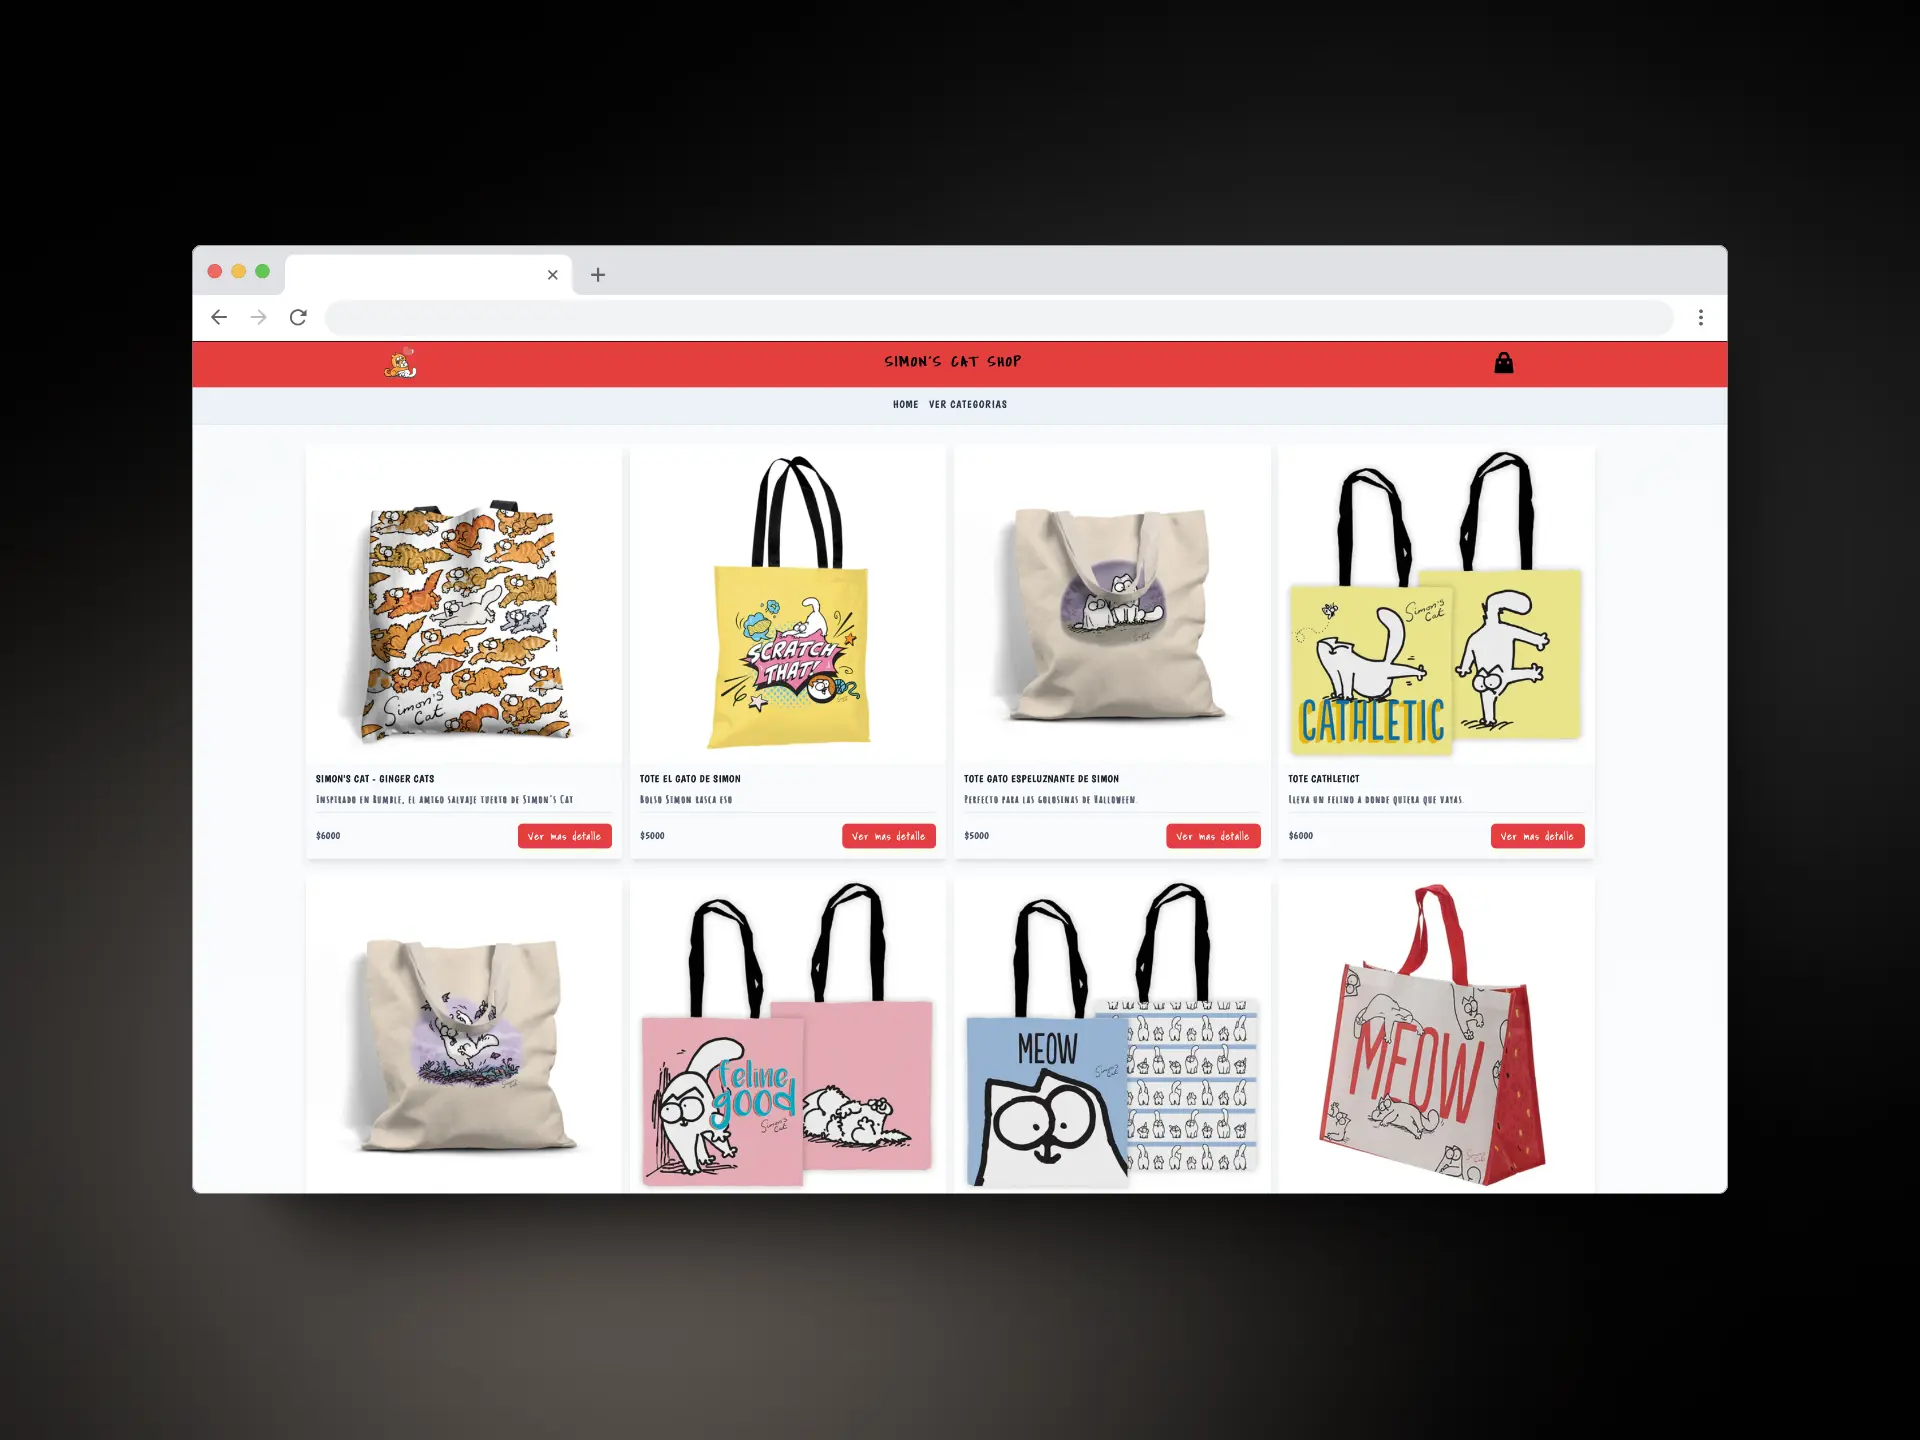 SIMON'S CAT SHOP
HOME VER CATEGORIAS
Simon's
Cat
SCRATCH
THAT!
Simon's
Cat
CATHLETIC
SIMON'S CAT - GINGER CATS
INSPIRADO EN RUMBLE, EL AMIGO SALVAJE TUERTO DE SIMON'S CAT
$6000
Ver mas detalle
TOTE EL GATO DE SIMON
BOLSO SIMON RASCA ESO
$5000
Ver mas detalle
TOTE GATO ESPELUZNANTE DE SIMON
PERFECTO PARA LAS GOLOSINAS DE HALLOWEEN.
$5000
Ver mas detalle
TOTE CATHLETICT
LLEVA UN FELINO A DONDE QUIERA QUE VAYAS.
$6000
Ver mas detalle
feline
good
Simon's
Cat
MEOW
Simon's
Cat
MEOW